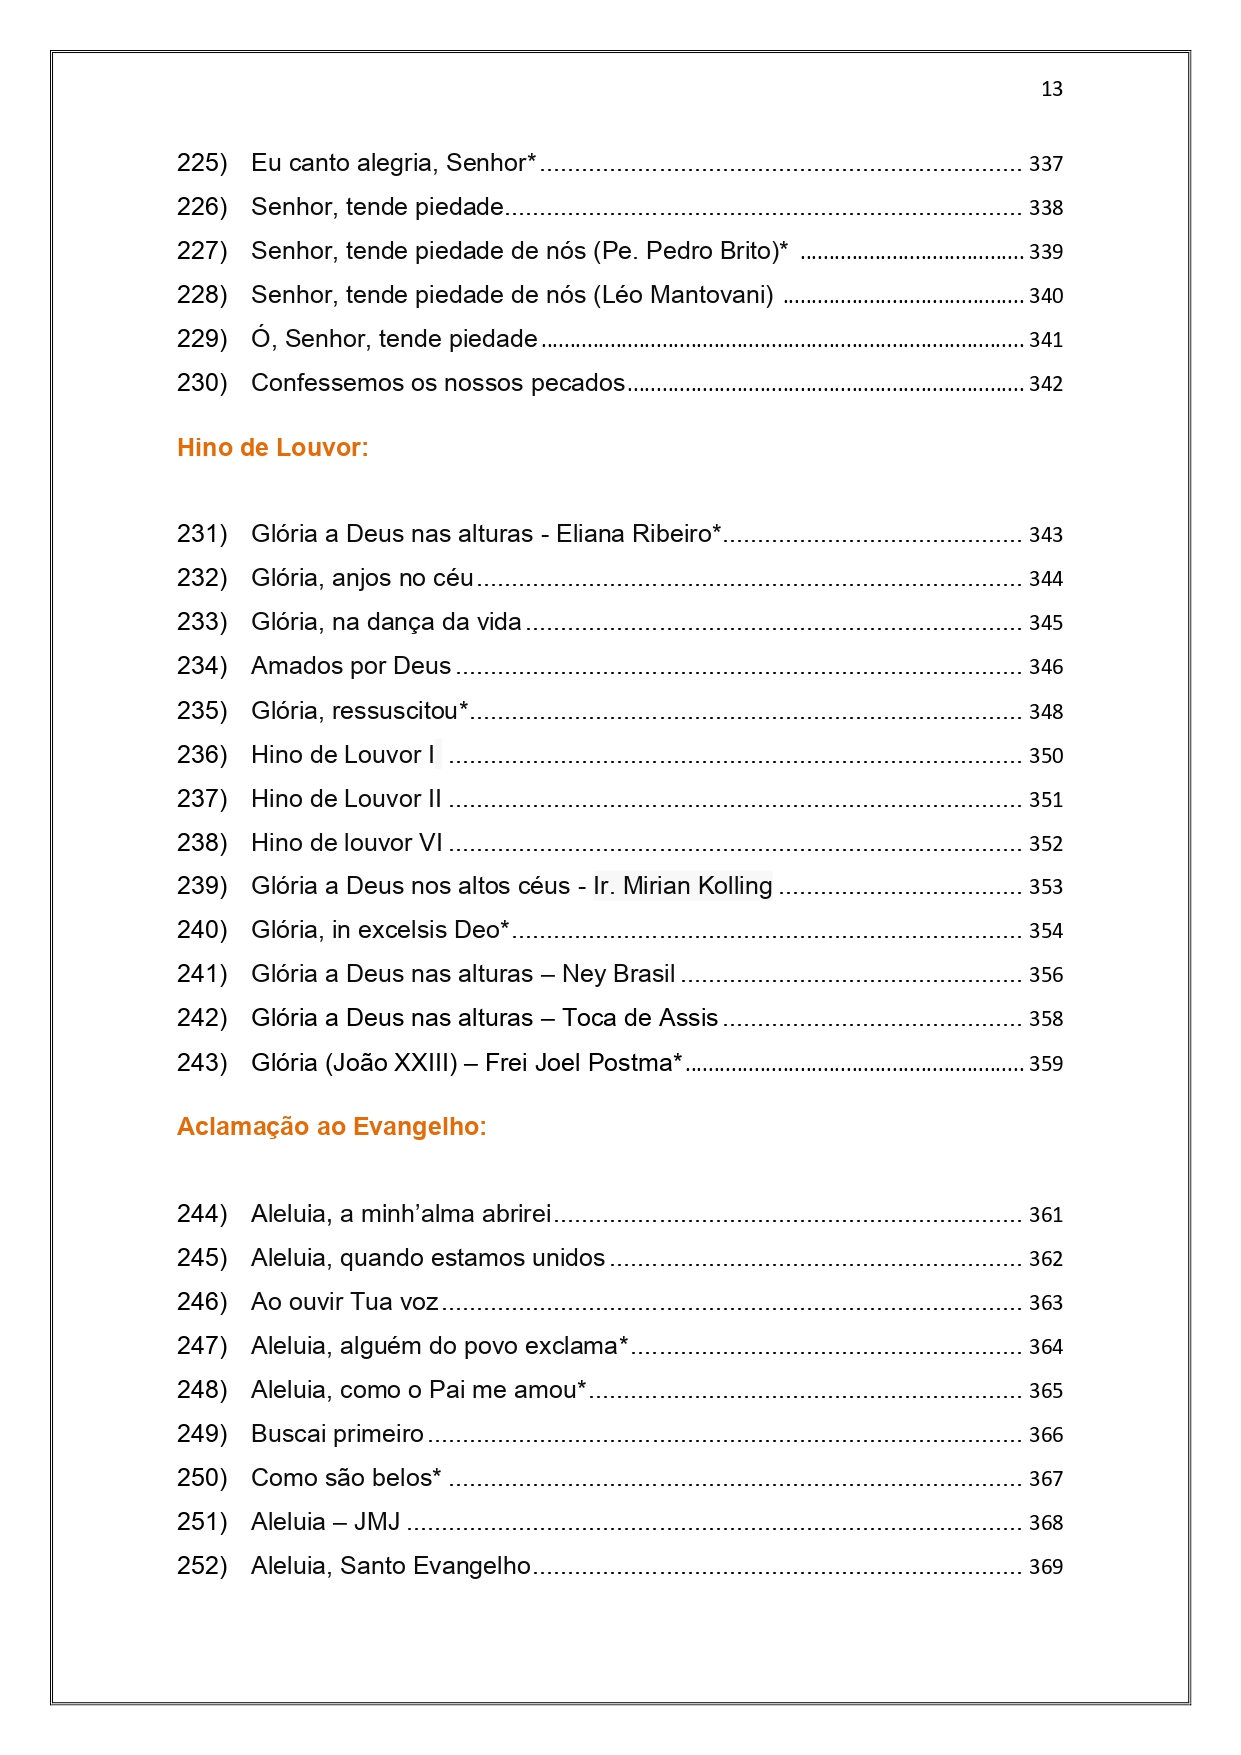 13
225) Eu canto alegria, Senhor* ........................................ 337
226) Senhor, tende piedade ........................................ 338
227) Senhor, tende piedade de nós (Pe. Pedro Brito)* ........................................ 339
228) Senhor, tende piedade de nós (Léo Mantovani) ........................................ 340
229) Ó, Senhor, tende piedade ........................................ 341
230) Confessemos os nossos pecados ........................................ 342
Hino de Louvor:
231) Glória a Deus nas alturas - Eliana Ribeiro* ........................................ 343
232) Glória, anjos no céu ........................................ 344
233) Glória, na dança da vida ........................................ 345
234) Amados por Deus ........................................ 346
235) Glória, ressuscitou* ........................................ 348
236) Hino de Louvor I ........................................ 350
237) Hino de Louvor II ........................................ 351
238) Hino de louvor VI ........................................ 352
239) Glória a Deus nos altos céus - Ir. Mirian Kolling ........................................ 353
240) Glória, in excelsis Deo* ........................................ 354
241) Glória a Deus nas alturas – Ney Brasil ........................................ 356
242) Glória a Deus nas alturas – Toca de Assis ........................................ 358
243) Glória (João XXIII) – Frei Joel Postma* ........................................ 359
Aclamação ao Evangelho:
244) Aleluia, a minh’alma abrirei ........................................ 361
245) Aleluia, quando estamos unidos ........................................ 362
246) Ao ouvir Tua voz ........................................ 363
247) Aleluia, alguém do povo exclama* ........................................ 364
248) Aleluia, como o Pai me amou* ........................................ 365
249) Buscai primeiro ........................................ 366
250) Como são belos* ........................................ 367
251) Aleluia – JMJ ........................................ 368
252) Aleluia, Santo Evangelho ........................................ 369